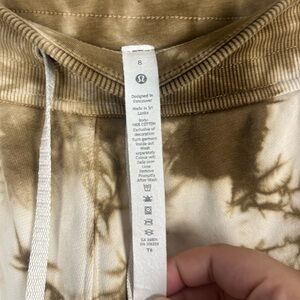 8
Designed in
Vancouver
Made in Sri
Lanka
Body:
100% COTTON
Exclusive of
decoration
Turn garment
inside out
Wash
separately
Colour will
fade over
time
Remove
Promptly
After Wash